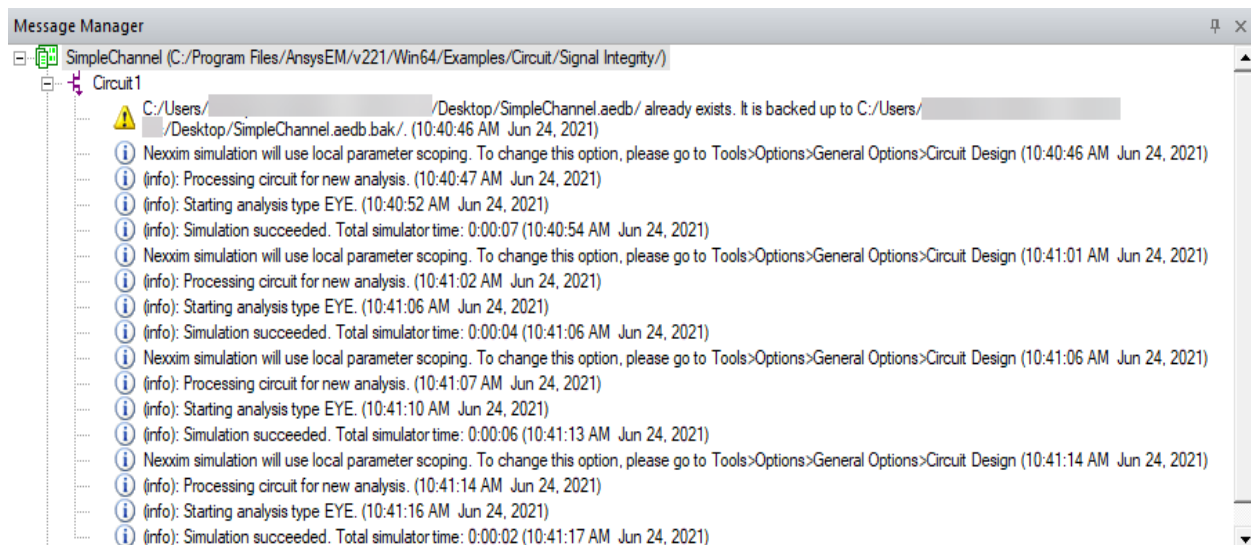 Message Manager
SimpleChannel (C:/Program Files/AnsysEM/v221/Win64/Examples/Circuit/Signal Integrity/)
Circuit1
C:/Users/ /Desktop/SimpleChannel.aedb/ already exists. It is backed up to C:/Users/
/Desktop/SimpleChannel.aedb.bak/. (10:40:46 AM Jun 24, 2021)
Nexxim simulation will use local parameter scoping. To change this option, please go to Tools>Options>General Options>Circuit Design (10:40:46 AM Jun 24, 2021)
(info): Processing circuit for new analysis. (10:40:47 AM Jun 24, 2021)
(info): Starting analysis type EYE. (10:40:52 AM Jun 24, 2021)
(info): Simulation succeeded. Total simulator time: 0:00:07 (10:40:54 AM Jun 24, 2021)
Nexxim simulation will use local parameter scoping. To change this option, please go to Tools>Options>General Options>Circuit Design (10:41:01 AM Jun 24, 2021)
(info): Processing circuit for new analysis. (10:41:02 AM Jun 24, 2021)
(info): Starting analysis type EYE. (10:41:06 AM Jun 24, 2021)
(info): Simulation succeeded. Total simulator time: 0:00:04 (10:41:06 AM Jun 24, 2021)
Nexxim simulation will use local parameter scoping. To change this option, please go to Tools>Options>General Options>Circuit Design (10:41:06 AM Jun 24, 2021)
(info): Processing circuit for new analysis. (10:41:07 AM Jun 24, 2021)
(info): Starting analysis type EYE. (10:41:10 AM Jun 24, 2021)
(info): Simulation succeeded. Total simulator time: 0:00:06 (10:41:13 AM Jun 24, 2021)
Nexxim simulation will use local parameter scoping. To change this option, please go to Tools>Options>General Options>Circuit Design (10:41:14 AM Jun 24, 2021)
(info): Processing circuit for new analysis. (10:41:14 AM Jun 24, 2021)
(info): Starting analysis type EYE. (10:41:16 AM Jun 24, 2021)
(info): Simulation succeeded. Total simulator time: 0:00:02 (10:41:17 AM Jun 24, 2021)